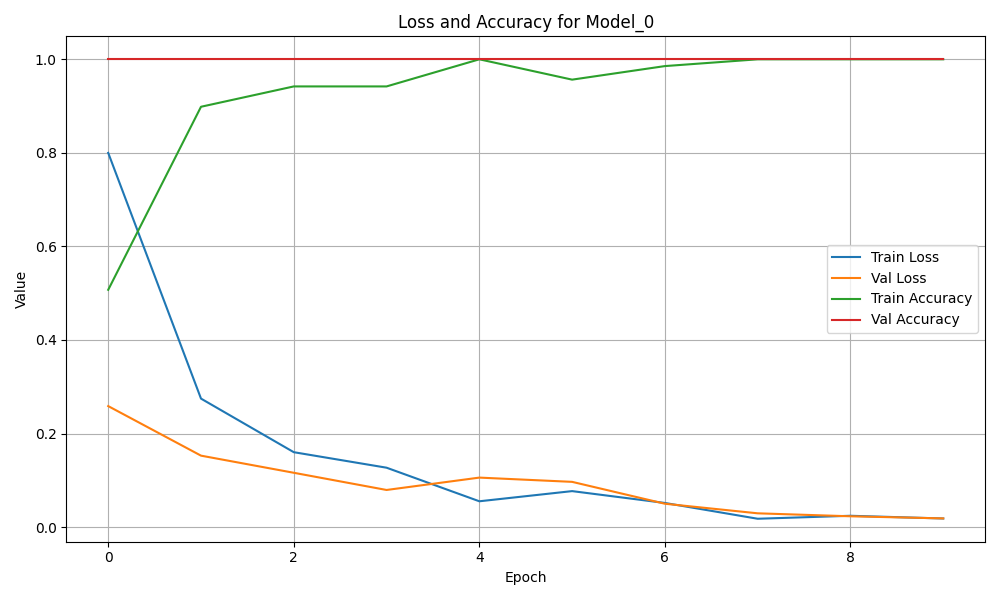 Loss and Accuracy for Model_0
1.0
0.8
0.6
0.4
0.2
0.0
Value
Train Loss
Val Loss
Train Accuracy
Val Accuracy
0 2 4 6 8
Epoch